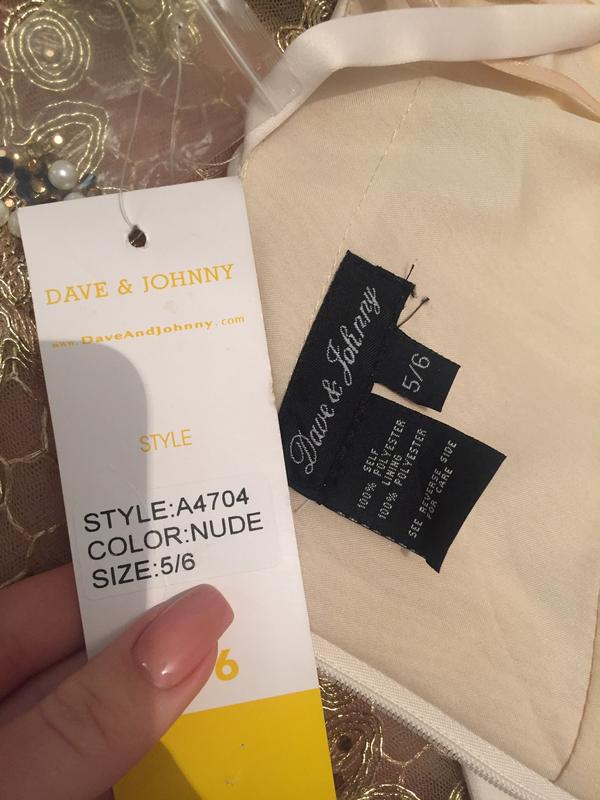 DAVE & JOHNNY
www.DaveAndJohnny.com
STYLE
STYLE:A4704
COLOR:NUDE
SIZE:5/6
6
Dave & Johnny
5/6
100% SELF
POLYESTER
LINING
100% POLYESTER
SEE REVERSE SIDE
FOR CARE